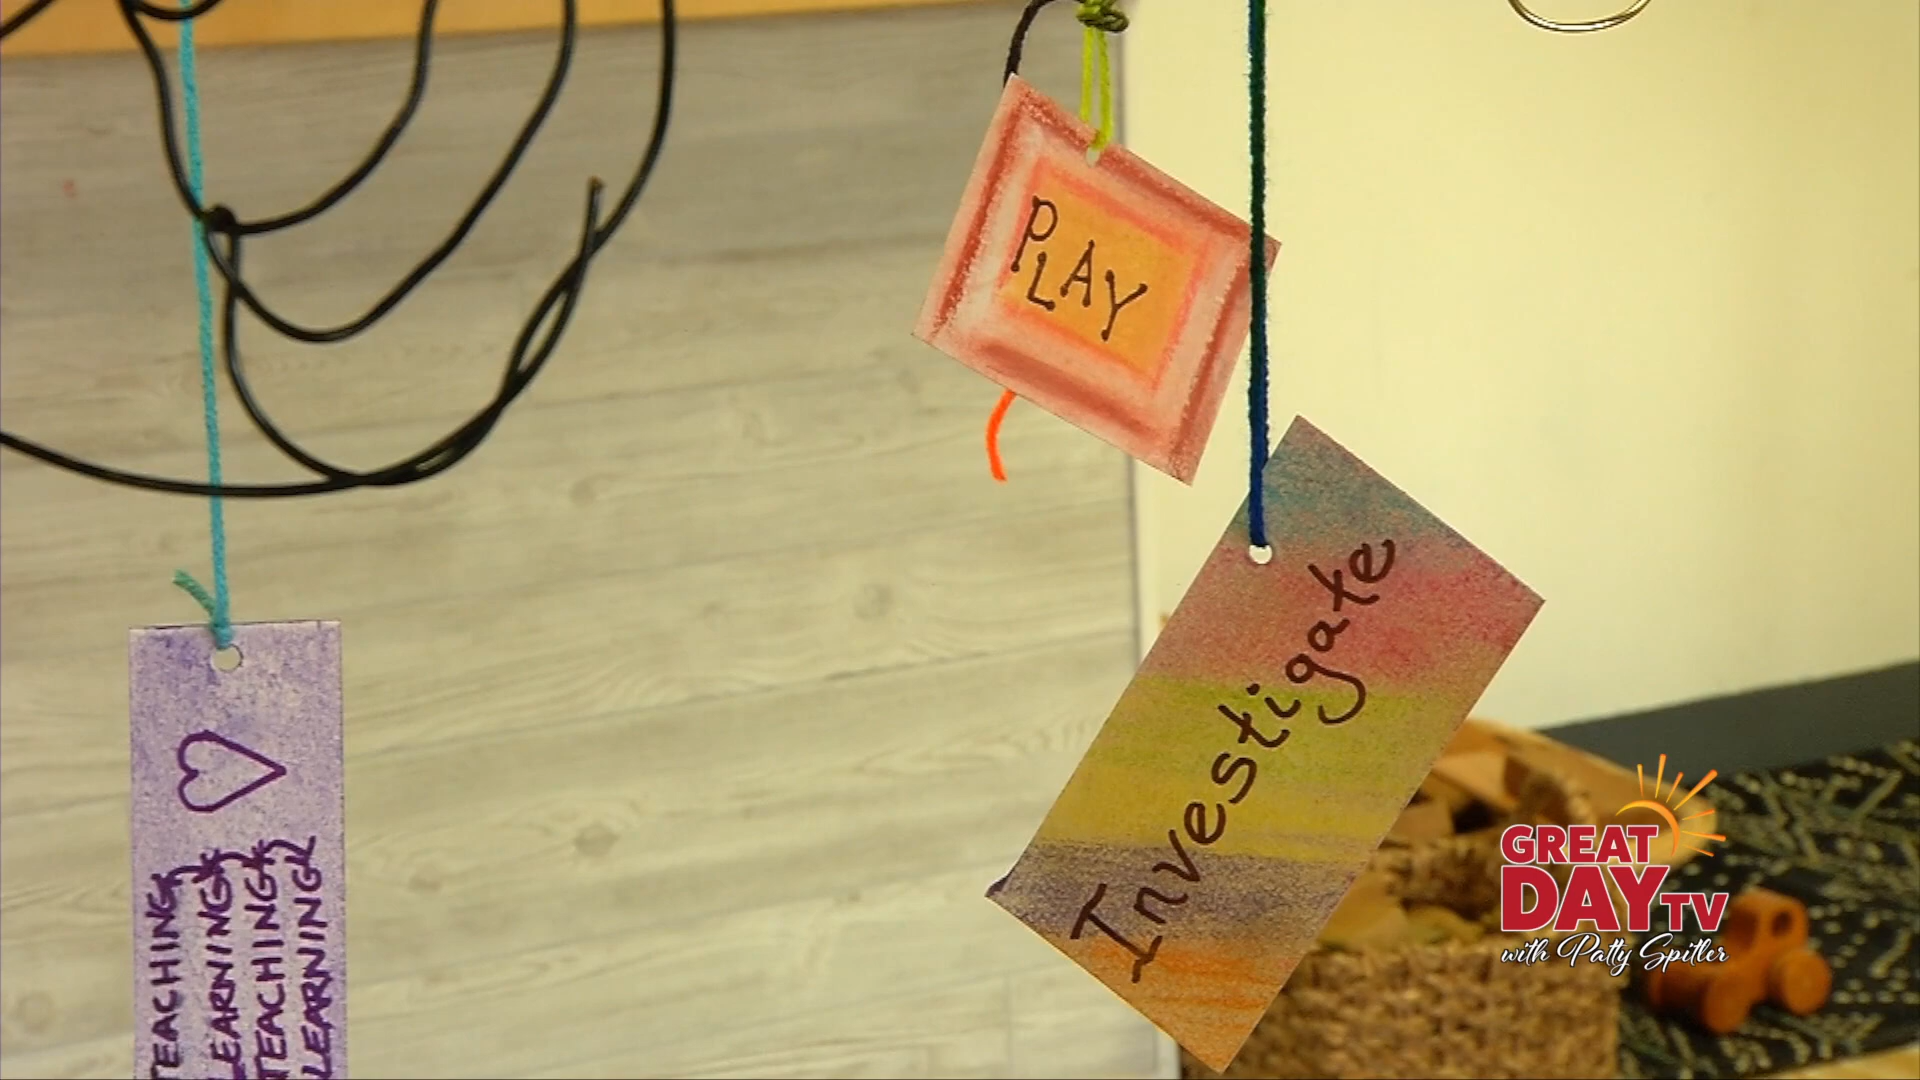 PLAY
Investigate
TEACHING
LEARNING
TEACHING
LEARNING
GREAT
DAY TV
with Patty Spitler